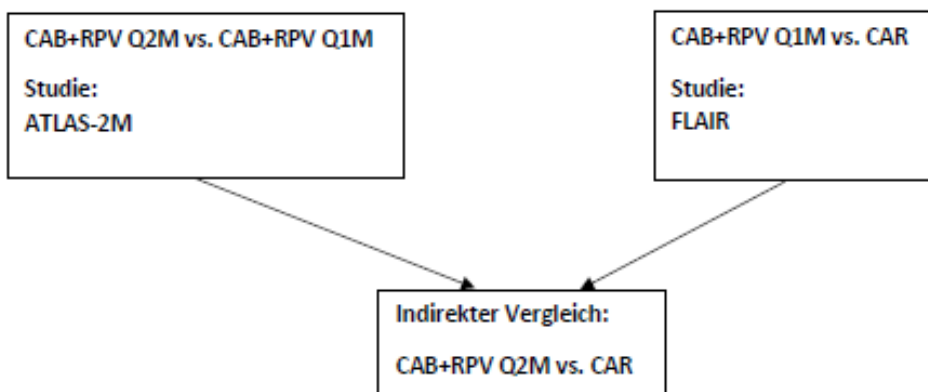 CAB+RPV Q2M vs. CAB+RPV Q1M
Studie:
ATLAS-2M
CAB+RPV Q1M vs. CAR
Studie:
FLAIR
Indirekter Vergleich:
CAB+RPV Q2M vs. CAR